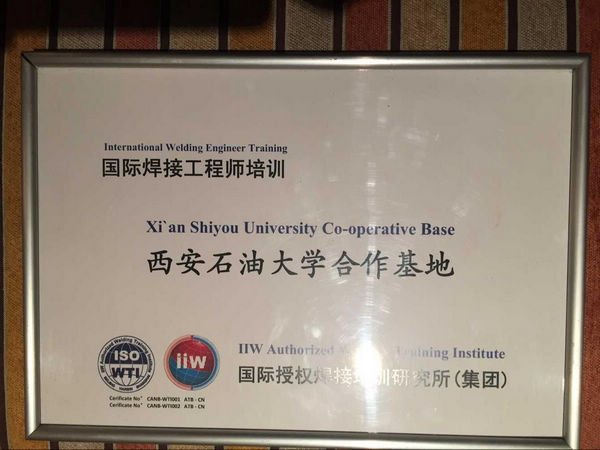 International Welding Engineer Training
国际焊接工程师培训
Xi`an Shiyou University Co-operative Base
西安石油大学合作基地
ISO
WTI
iiw
IIW Authorized Training Institute
国际授权焊接培训研究所(集团)
Cerificate No° CANB-WTI001 ATB - CN
Cerificate No° CANB-WTI002 ATB - CN